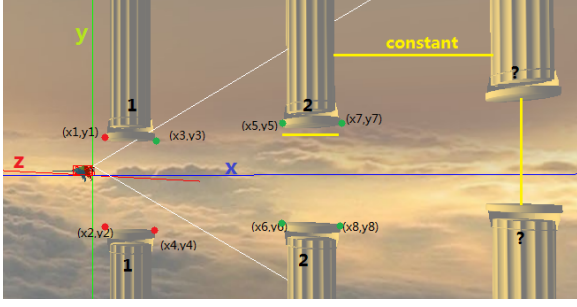 y
constant
1
2
?
(x1,y1)
(x3,y3)
(x5,y5)
(x7,y7)
z
x
(x2,y2)
(x4,y4)
(x6,y6)
(x8,y8)
1
2
?